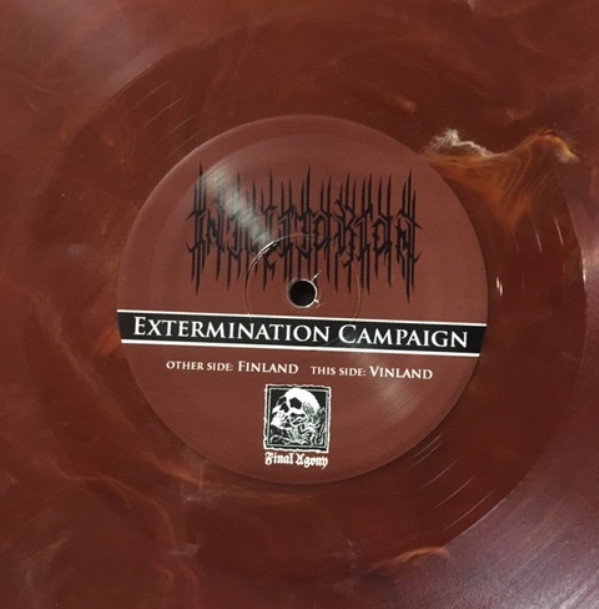 EXTERMINATION CAMPAIGN
OTHER SIDE: FINLAND THIS SIDE: VINLAND
Final Agony